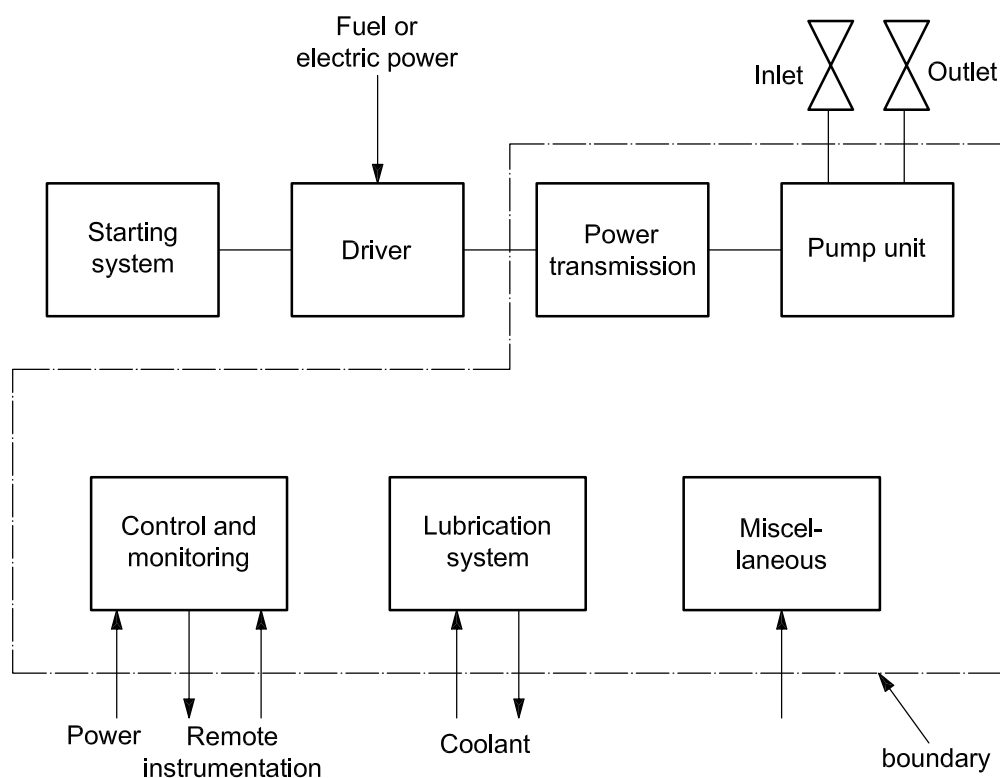 Fuel or
electric power
Inlet
Outlet
Starting
system
Driver
Power
transmission
Pump unit
Control and
monitoring
Lubrication
system
Miscel-
laneous
Power
Remote
instrumentation
Coolant
boundary